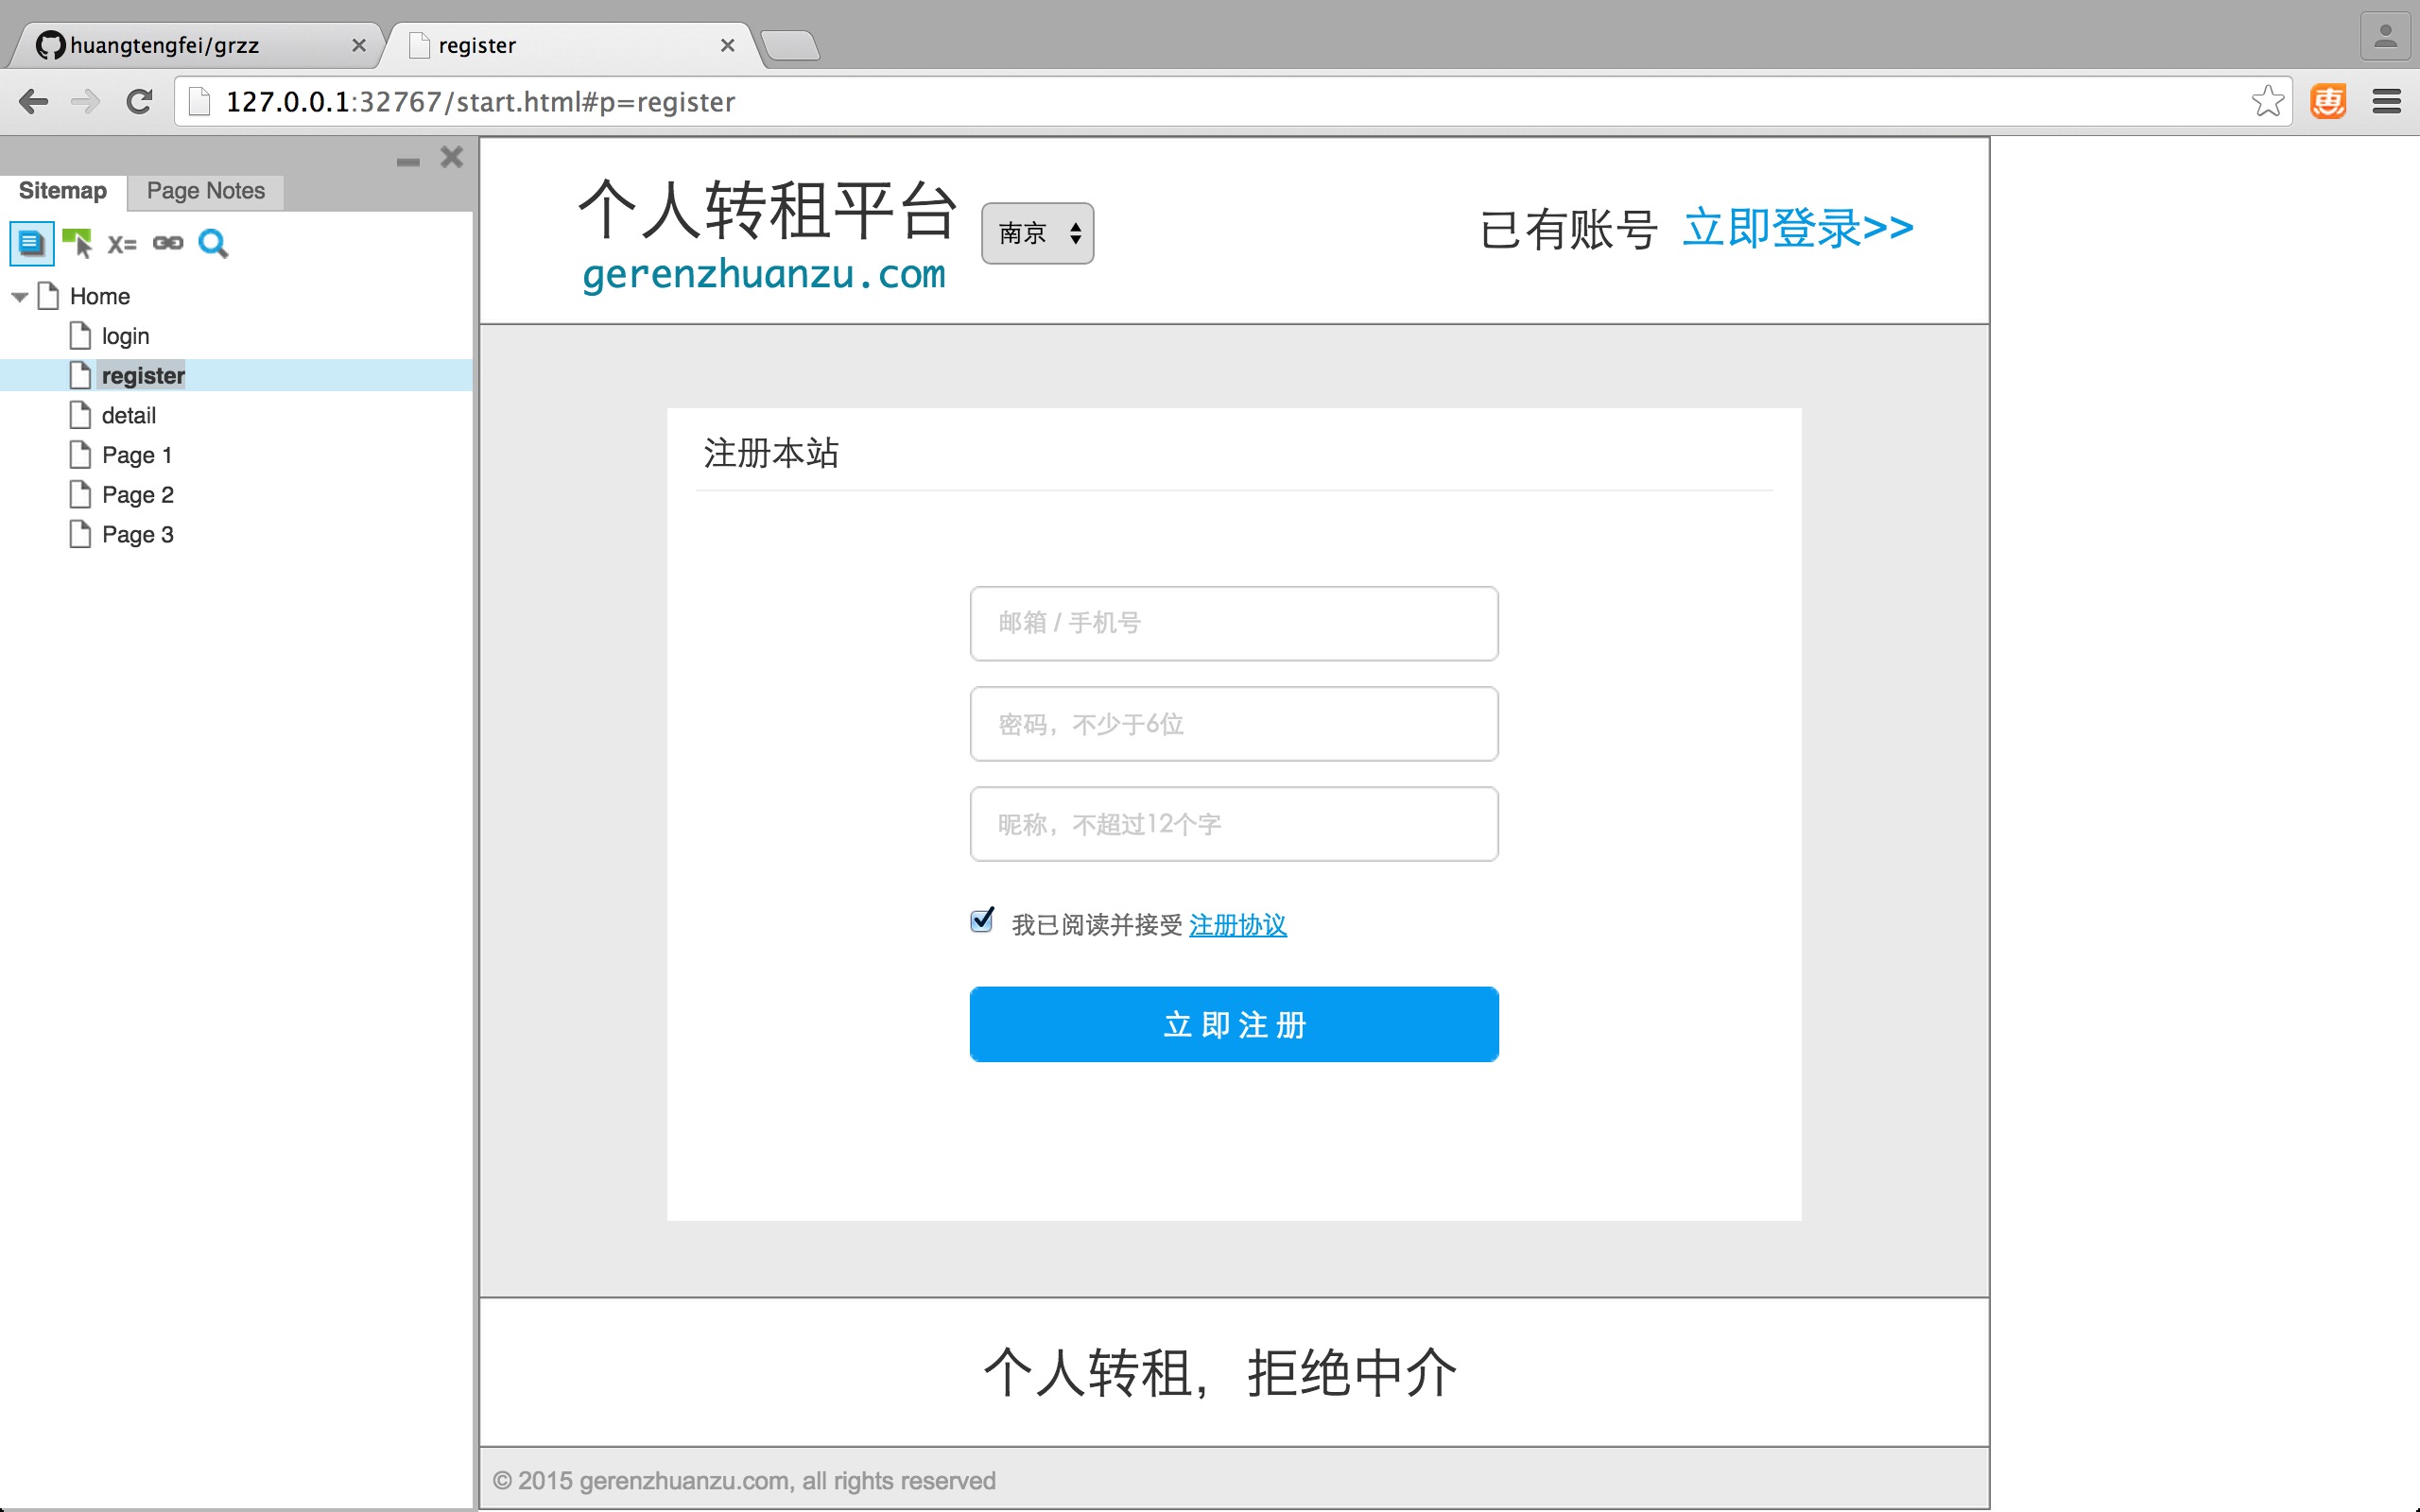 huangtengfei/grzz
register
127.0.0.1:32767/start.html#p=register
惠
Sitemap
Page Notes
X=
Home
login
register
detail
Page 1
Page 2
Page 3
个人转租平台
南京
gerenzhuanzu.com
已有账号 立即登录>>
注册本站
邮箱 / 手机号
密码，不少于6位
昵称，不超过12个字
我已阅读并接受 注册协议
立即注册
个人转租，拒绝中介
© 2015 gerenzhuanzu.com, all rights reserved